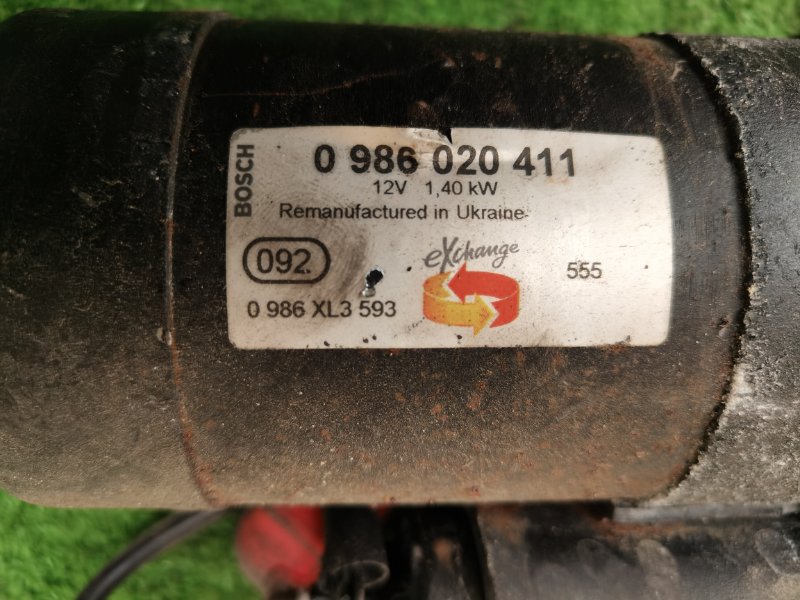 BOSCH
0 986 020 411
12V 1,40 kW
Remanufactured in Ukraine
092
eXchange
555
0 986 XL3 593